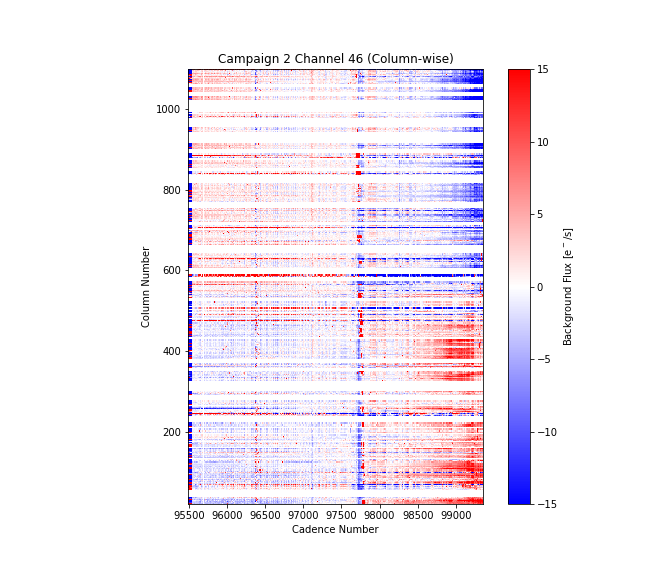 Campaign 2 Channel 46 (Column-wise)
Column Number
1000
800
600
400
200
95500 96000 96500 97000 97500 98000 98500 99000
Cadence Number
15
10
5
0
−5
−10
−15
Background Flux [e⁻/s]